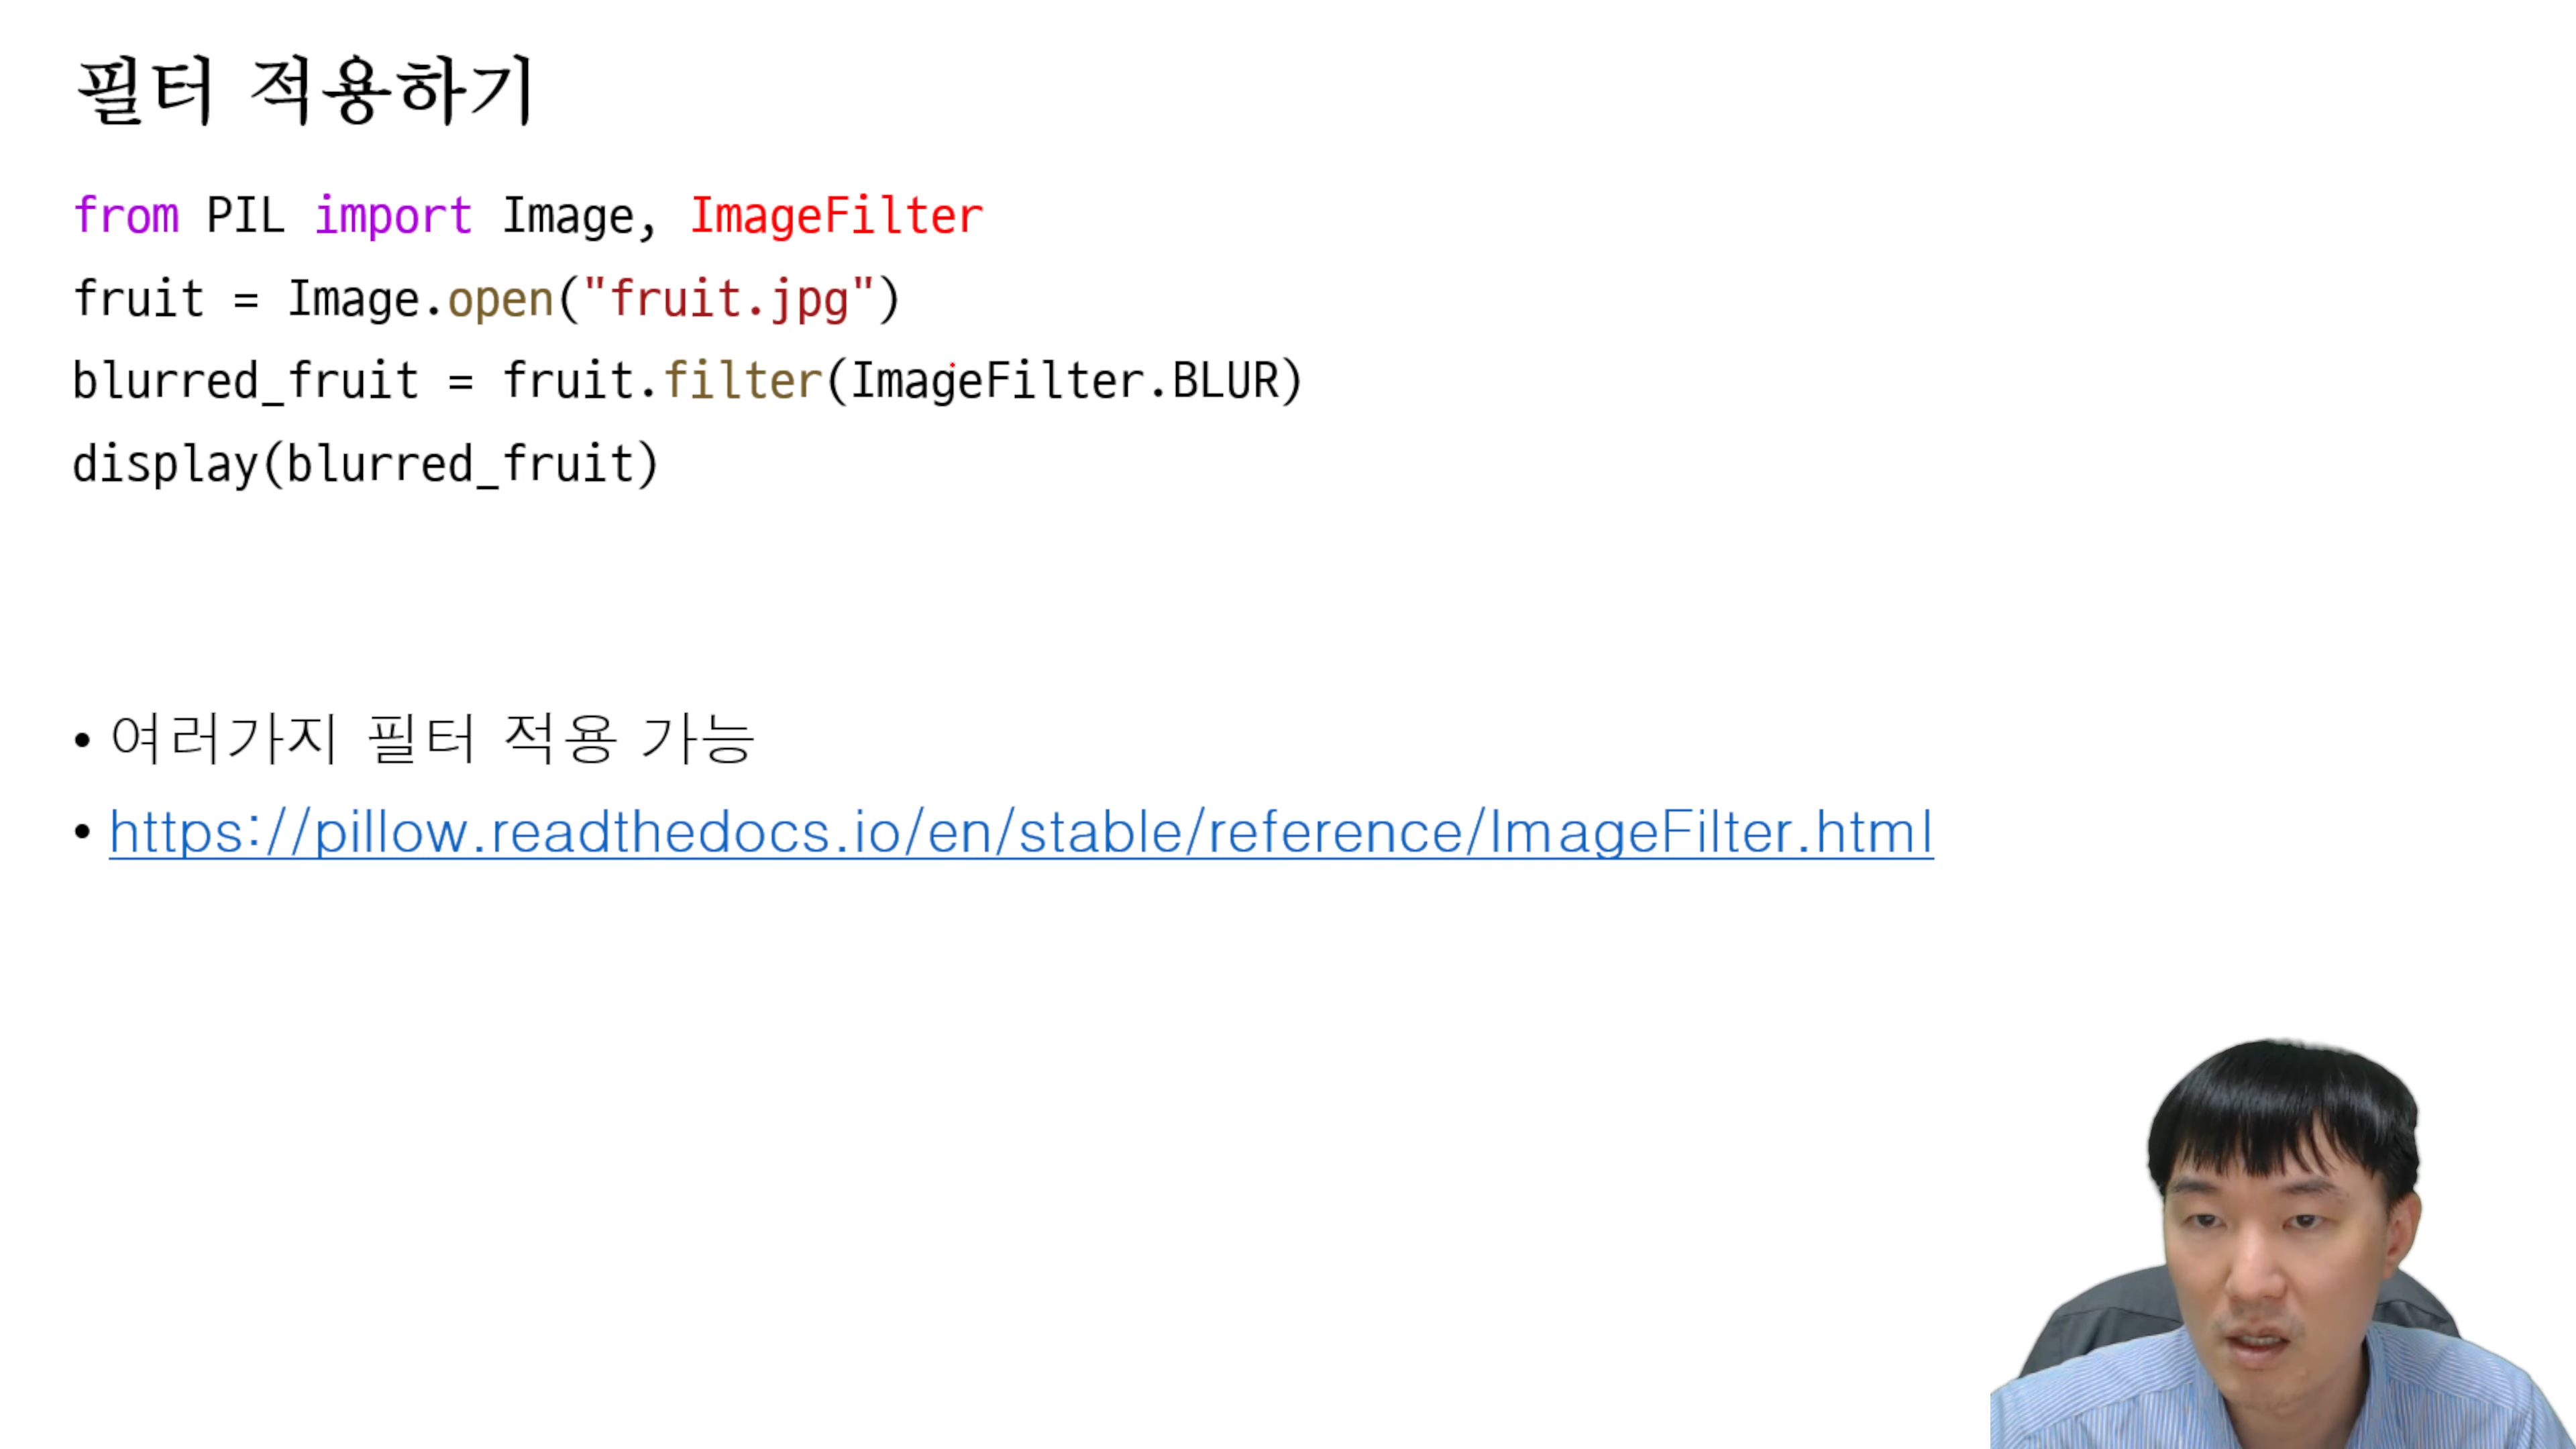 필터 적용하기
from PIL import Image, ImageFilter
fruit = Image.open("fruit.jpg")
blurred_fruit = fruit.filter(ImageFilter.BLUR)
display(blurred_fruit)
• 여러가지 필터 적용 가능
• https://pillow.readthedocs.io/en/stable/reference/ImageFilter.html